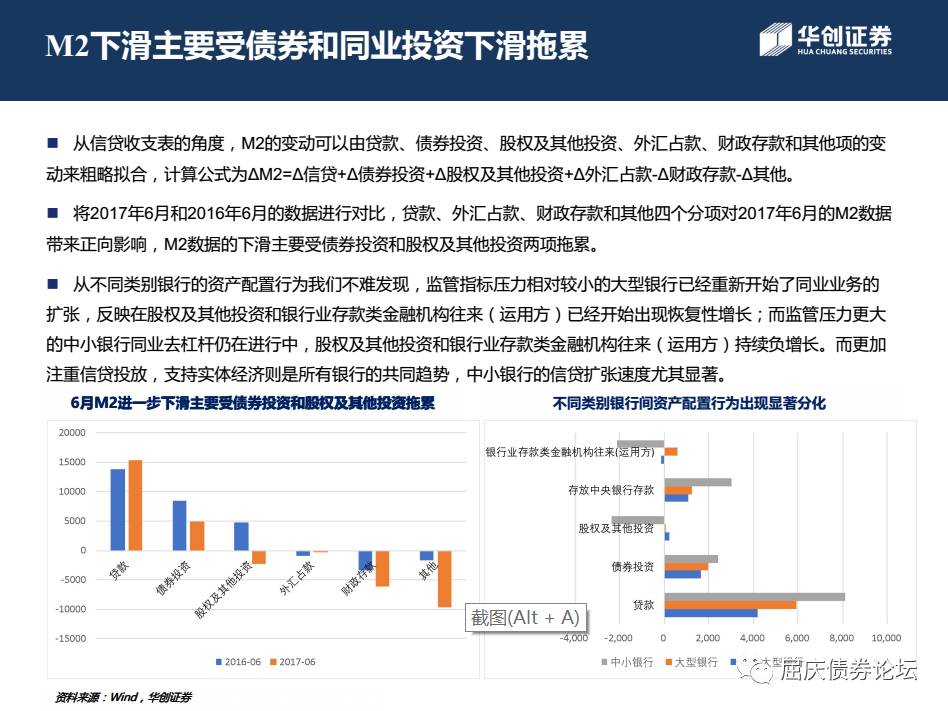 M2下滑主要受债券和同业投资下滑拖累
华创证券
HUA CHUANG SECURITIES
■ 从信贷收支表的角度，M2的变动可以由贷款、债券投资、股权及其他投资、外汇占款、财政存款和其他项的变
动来粗略拟合，计算公式为ΔM2=Δ信贷+Δ债券投资+Δ股权及其他投资+Δ外汇占款-Δ财政存款-Δ其他。
■ 将2017年6月和2016年6月的数据进行对比，贷款、外汇占款、财政存款和其他四个分项对2017年6月的M2数据
带来正向影响，M2数据的下滑主要受债券投资和股权及其他投资两项拖累。
■ 从不同类别银行的资产配置行为我们不难发现，监管指标压力相对较小的大型银行已经重新开始了同业业务的
扩张，反映在股权及其他投资和银行业存款类金融机构往来（运用方）已经开始出现恢复性增长；而监管压力更大
的中小银行同业去杠杆仍在进行中，股权及其他投资和银行业存款类金融机构往来（运用方）持续负增长。而更加
注重信贷投放，支持实体经济则是所有银行的共同趋势，中小银行的信贷扩张速度尤其显著。
6月M2进一步下滑主要受债券投资和股权及其他投资拖累
20000
15000
10000
5000
0
-5000
-10000
-15000
贷款
债券投资
股权及其他投资
外汇占款
财政存款
其他
2016-06 2017-06
不同类别银行间资产配置行为出现显著分化
银行业存款类金融机构往来(运用方)
存放中央银行存款
股权及其他投资
债券投资
贷款
-4,000 -2,000 0 2,000 4,000 6,000 8,000 10,000
中小银行 大型银行 大型银行
截图(Alt + A)
屈庆债券论坛
资料来源：Wind，华创证券